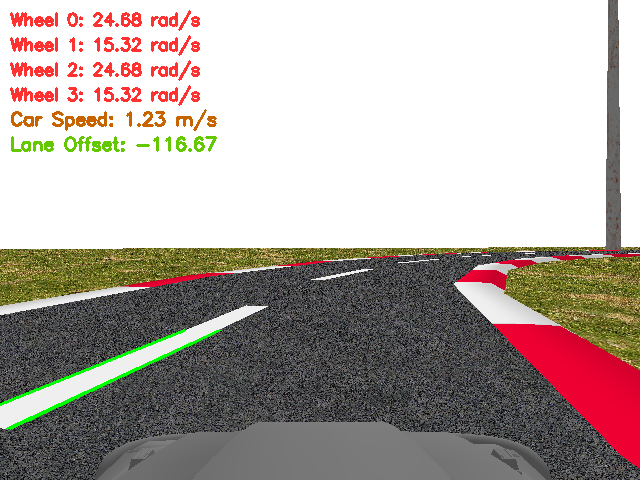 Wheel 0: 24.68 rad/s
Wheel 1: 15.32 rad/s
Wheel 2: 24.68 rad/s
Wheel 3: 15.32 rad/s
Car Speed: 1.23 m/s
Lane Offset: -116.67